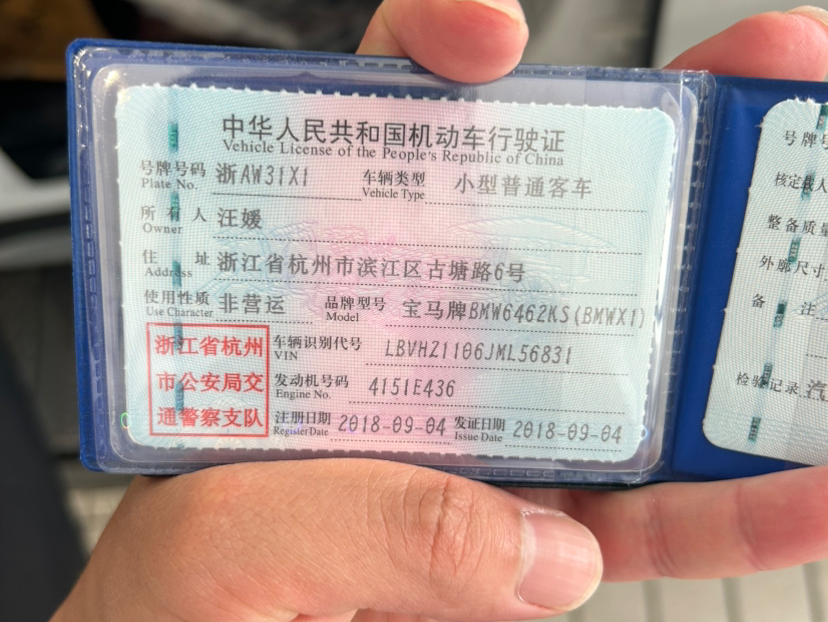 中华人民共和国机动车行驶证
Vehicle License of the People's Republic of China
号牌号码 浙AW31X1 车辆类型 小型普通客车
Plate No. Vehicle Type
所有人 汪媛
Owner
住址 浙江省杭州市滨江区古塘路6号
Address
使用性质 非营运 品牌型号 宝马牌BMW6462KS(BMWX1)
Use Character Model
浙江省杭州
市公安局交
通警察支队
车辆识别代号 LBVHZ1106JML56831
VIN
发动机号码 4151E436
Engine No.
注册日期 2018-09-04 发证日期 2018-09-04
Register Date Issue Date
号牌号
核定载人
整备质量
外廓尺寸
备注
检验记录